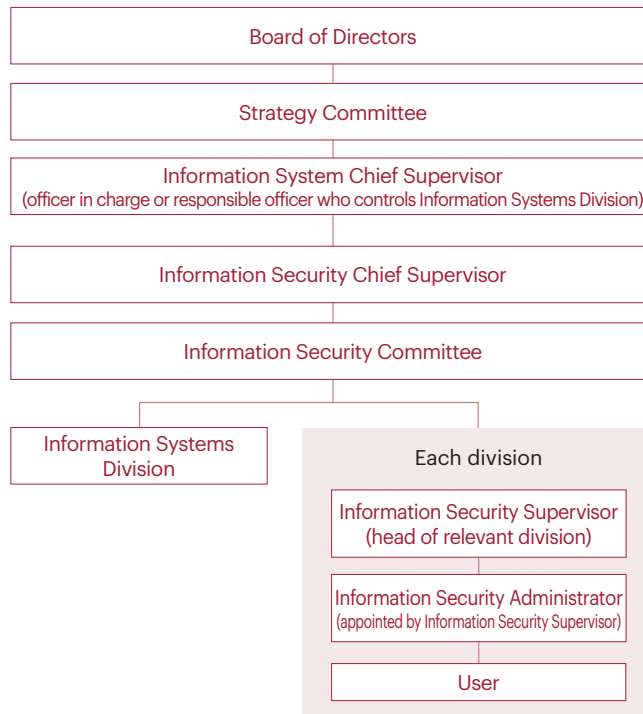 Board of Directors
Strategy Committee
Information System Chief Supervisor
(officer in charge or responsible officer who controls Information Systems Division)
Information Security Chief Supervisor
Information Security Committee
Information Systems
Division
Each division
Information Security Supervisor
(head of relevant division)
Information Security Administrator
(appointed by Information Security Supervisor)
User